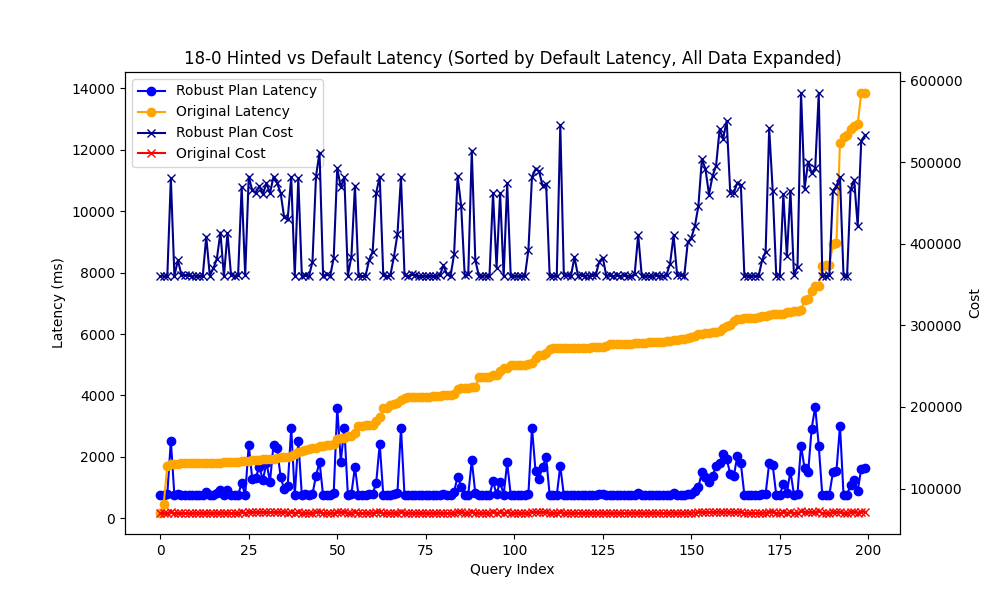 18-0 Hinted vs Default Latency (Sorted by Default Latency, All Data Expanded)
Robust Plan Latency
Original Latency
Robust Plan Cost
Original Cost
Latency (ms)
14000
12000
10000
8000
6000
4000
2000
0
600000
500000
400000
300000
200000
100000
Cost
0
25
50
75
100
125
150
175
200
Query Index